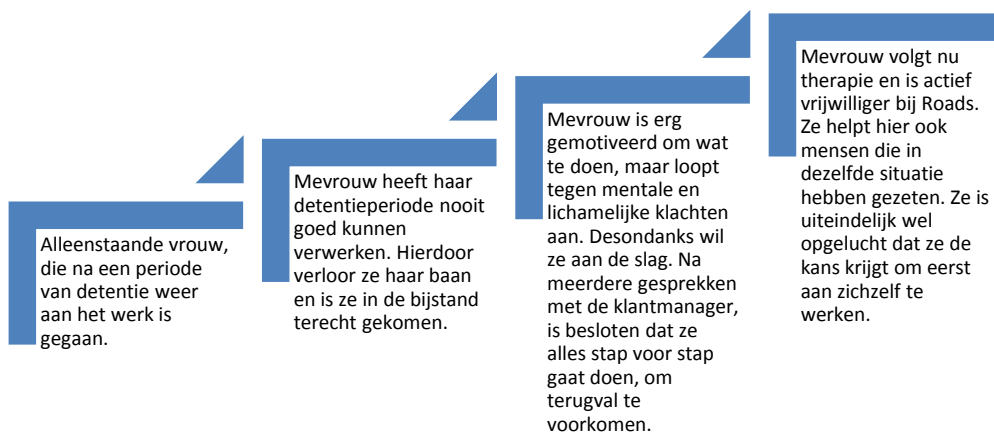 Alleenstaande vrouw,
die na een periode
van detentie weer
aan het werk is
gegaan.
Mevrouw heeft haar
detentieperiode nooit
goed kunnen
verwerken. Hierdoor
verloor ze haar baan
en is ze in de bijstand
terecht gekomen.
Mevrouw is erg
gemotiveerd om wat
te doen, maar loopt
tegen mentale en
lichamelijke klachten
aan. Desondanks wil
ze aan de slag. Na
meerdere gesprekken
met de klantmanager,
is besloten dat ze
alles stap voor stap
gaat doen, om
terugval te
voorkomen.
Mevrouw volgt nu
therapie en is actief
vrijwilliger bij Roads.
Ze helpt hier ook
mensen die in
dezelfde situatie
hebben gezeten. Ze is
uiteindelijk wel
opgelucht dat ze de
kans krijgt om eerst
aan zichzelf te
werken.